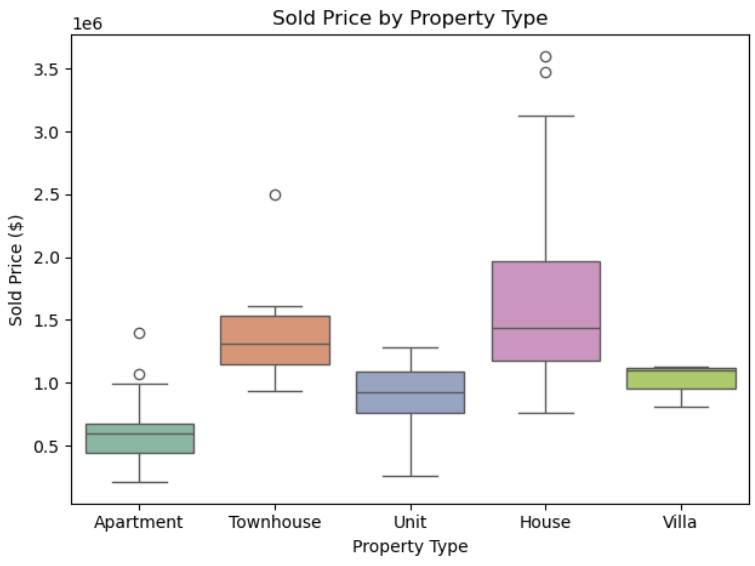 Sold Price by Property Type
1e6
3.5
3.0
2.5
2.0
1.5
1.0
0.5
Sold Price ($)
Apartment Townhouse Unit House Villa
Property Type